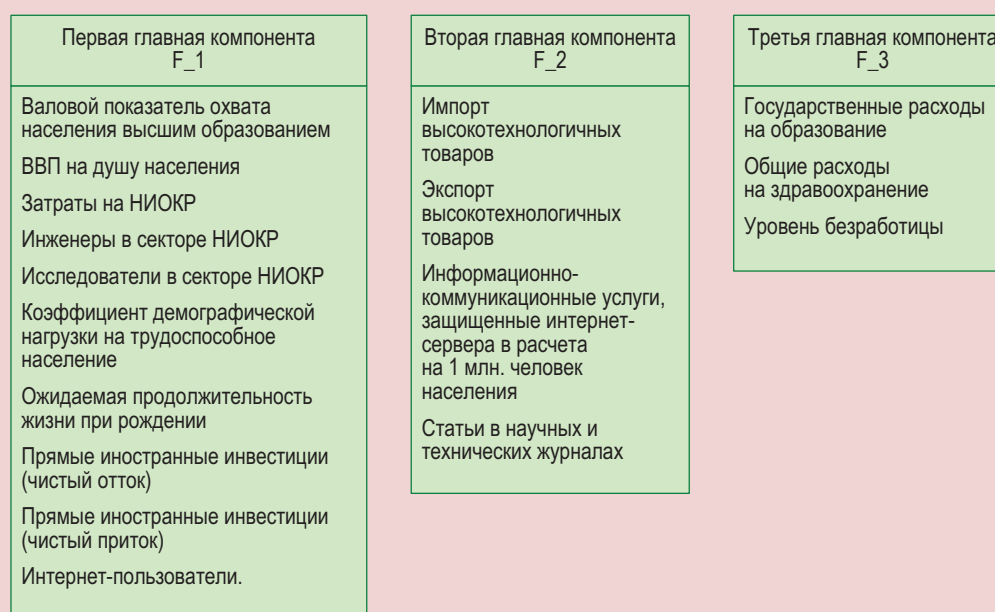 Первая главная компонента
F_1
Валовой показатель охвата
населения высшим образованием
ВВП на душу населения
Затраты на НИОКР
Инженеры в секторе НИОКР
Исследователи в секторе НИОКР
Коэффициент демографической
нагрузки на трудоспособное
население
Ожидаемая продолжительность
жизни при рождении
Прямые иностранные инвестиции
(чистый отток)
Прямые иностранные инвестиции
(чистый приток)
Интернет-пользователи.
Вторая главная компонента
F_2
Импорт
высокотехнологичных
товаров
Экспорт
высокотехнологичных
товаров
Информационно-
коммуникационные услуги,
защищенные интернет-
сервера в расчета
на 1 млн. человек
населения
Статьи в научных и
технических журналах
Третья главная компонента
F_3
Государственные расходы
на образование
Общие расходы
на здравоохранение
Уровень безработицы